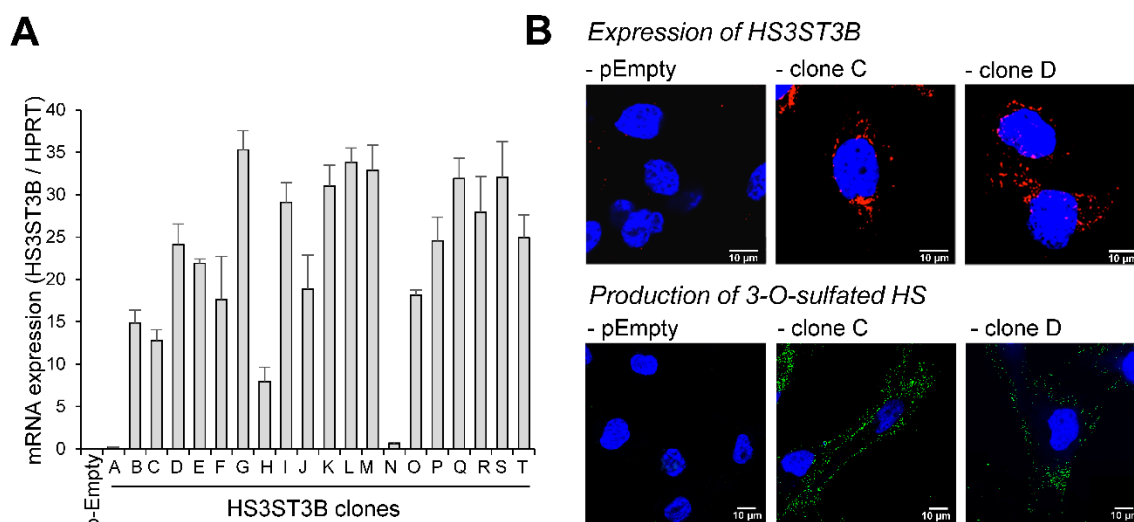 A
mRNA expression (HS3ST3B / HPRT)
40
35
30
25
20
15
10
5
0
p-Empty
A B C D E F G H I J K L M N O P Q R S T
HS3ST3B clones
B
Expression of HS3ST3B
- pEmpty
- clone C
- clone D
10 µm
10 µm
10 µm
Production of 3-O-sulfated HS
- pEmpty
- clone C
- clone D
10 µm
10 µm
10 µm